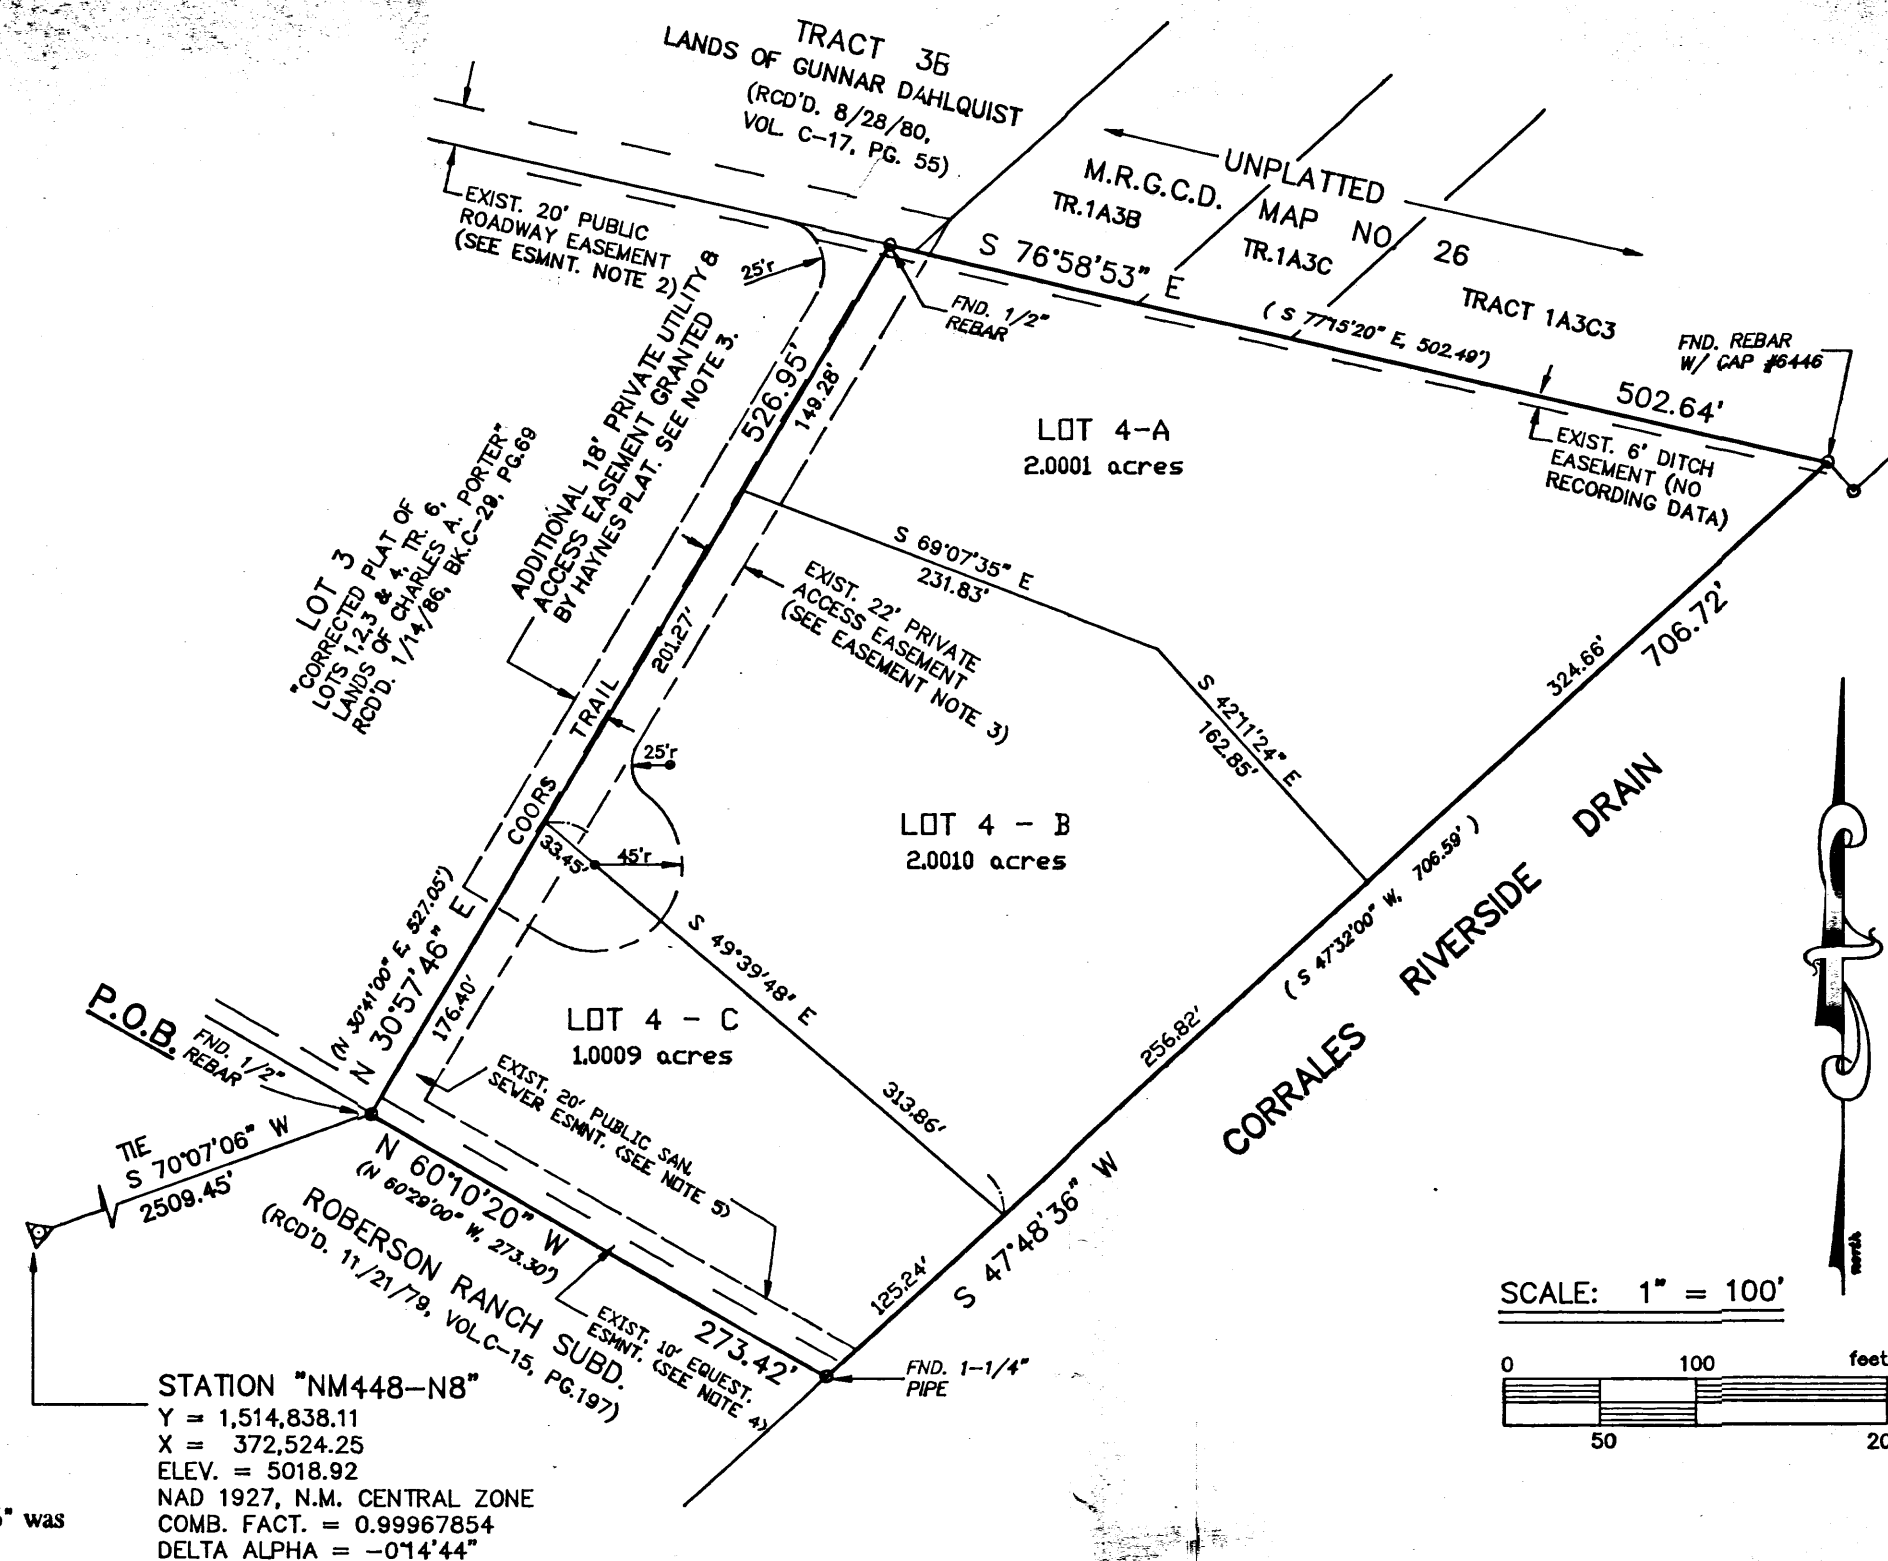 TRACT 3B
LANDS OF GUNNAR DAHLQUIST
(RCD'D. 8/28/80,
VOL. C-17, PG. 55)
UNPLATTED
M.R.G.C.D. MAP NO. 26
TR.1A3B
TR.1A3C
TRACT 1A3C3
EXIST. 20' PUBLIC
ROADWAY EASEMENT
(SEE ESMNT. NOTE 2)
25'r
S 76°58'53" E
( S 77°15'20" E, 502.49')
502.64'
FND. 1/2"
REBAR
FND. REBAR
W/ CAP #6446
EXIST. 6' DITCH
EASEMENT (NO
RECORDING DATA)
ADDITIONAL 18' PRIVATE UTILITY &
ACCESS EASEMENT GRANTED
BY HAYNES PLAT. SEE NOTE 3.
526.95'
149.28'
LOT 4-A
2.0001 acres
LOT 3
"CORRECTED PLAT OF
LOTS 1,2,3 & 4, TR. 6,
LANDS OF CHARLES A. PORTER"
RCD'D. 1/14/86, BK.C-29, PG.69
S 69°07'35" E
231.83'
EXIST. 22' PRIVATE
ACCESS EASEMENT
(SEE EASEMENT NOTE 3)
201.27'
COORS TRAIL
25'r
S 42°11'24" E
162.85'
324.66'
706.72'
LOT 4 - B
2.0010 acres
33.45'
45'r
CORRALES RIVERSIDE DRAIN
( S 47°32'00" W, 706.59' )
(N 30°41'00" E, 527.05')
N 30°57'46" E
176.40'
S 49°39'48" E
313.86'
256.82'
P.O.B.
FND. 1/2"
REBAR
LOT 4 - C
1.0009 acres
EXIST. 20' PUBLIC SAN.
SEWER ESMNT. (SEE NOTE 5)
TIE
S 70°07'06" W
2509.45'
N 60°10'20" W
(N 60°29'00" W, 273.30')
273.42'
125.24'
S 47°48'36" W
ROBERSON RANCH SUBD.
(RCD'D. 11/21/79, VOL.C-15, PG.197)
EXIST. 10' EQUEST.
ESMNT. (SEE NOTE 4)
FND. 1-1/4"
PIPE
north
SCALE: 1" = 100'
0 100 feet
50 20
STATION "NM448-N8"
Y = 1,514,838.11
X = 372,524.25
ELEV. = 5018.92
NAD 1927, N.M. CENTRAL ZONE
COMB. FACT. = 0.99967854
DELTA ALPHA = -0°14'44"
" was